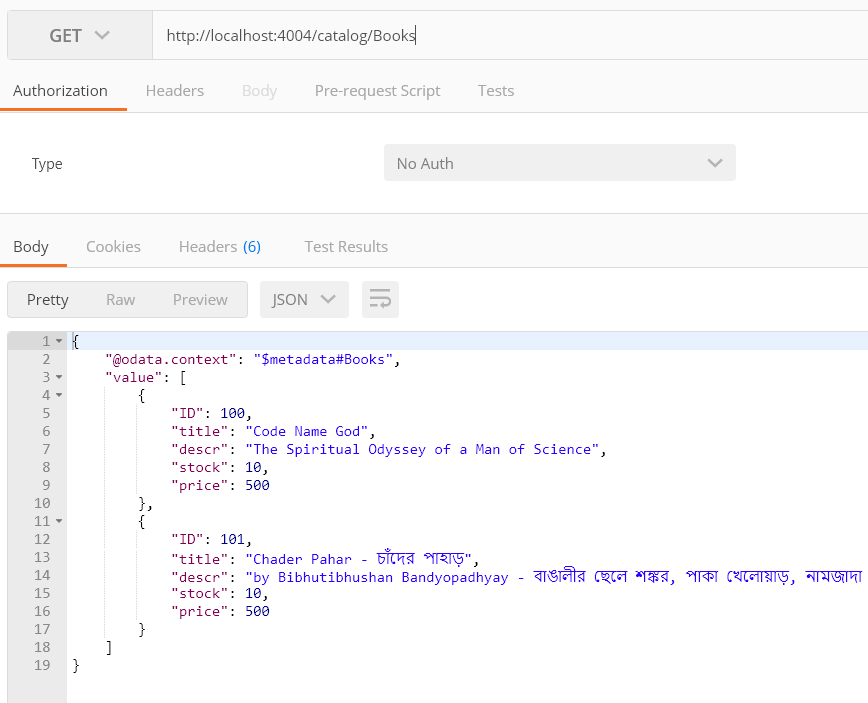 GET http://localhost:4004/catalog/Books
Authorization Headers Body Pre-request Script Tests
Type No Auth
Body Cookies Headers (6) Test Results
Pretty Raw Preview JSON
1 {
2 "@odata.context": "$metadata#Books",
3 "value": [
4 {
5 "ID": 100,
6 "title": "Code Name God",
7 "descr": "The Spiritual Odyssey of a Man of Science",
8 "stock": 10,
9 "price": 500
10 },
11 {
12 "ID": 101,
13 "title": "Chader Pahar - চাঁদের পাহাড়",
14 "descr": "by Bibhutibhushan Bandyopadhyay - বাঙালীর ছেলে শঙ্কর, পাকা খেলোয়াড়, নামজাদা
15 "stock": 10,
16 "price": 500
17 }
18 ]
19 }